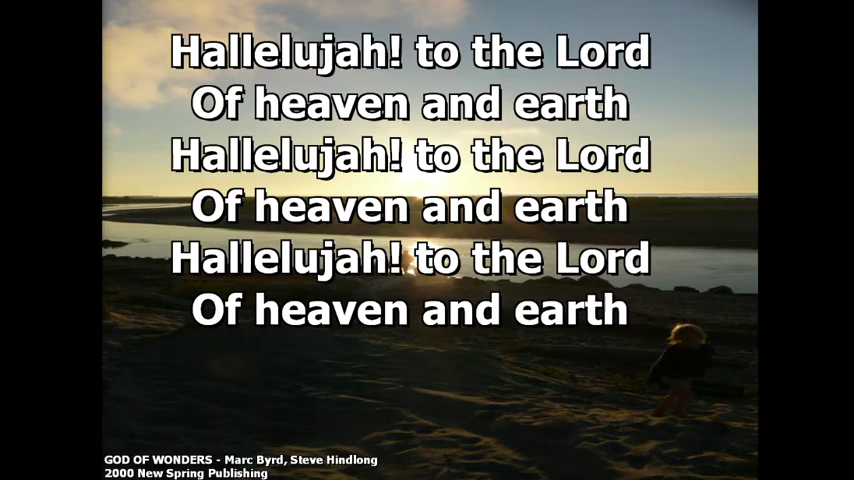 Hallelujah! to the Lord
Of heaven and earth
Hallelujah! to the Lord
Of heaven and earth
Hallelujah! to the Lord
Of heaven and earth
GOD OF WONDERS - Marc Byrd, Steve Hindlong
2000 New Spring Publishing